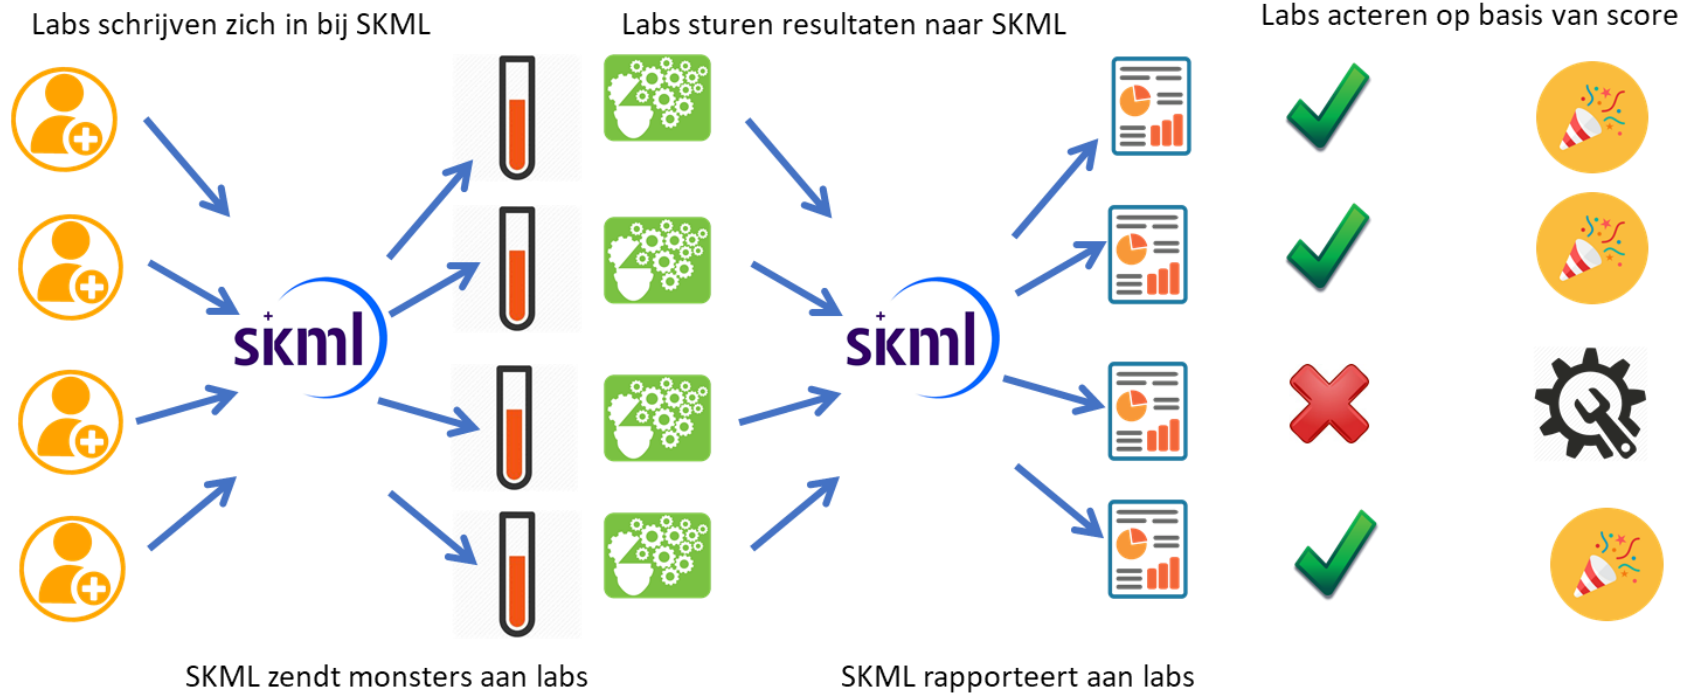 Labs schrijven zich in bij SKML
Labs sturen resultaten naar SKML
Labs acteren op basis van score
skml
skml
SKML zendt monsters aan labs
SKML rapporteert aan labs